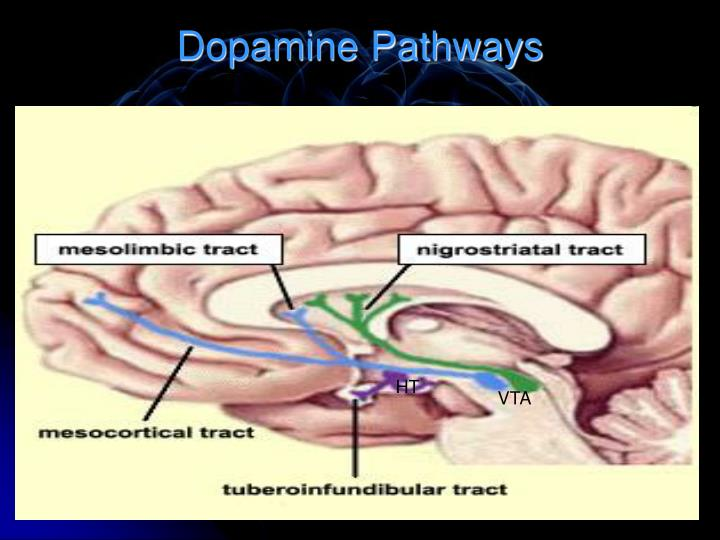 Dopamine Pathways
mesolimbic tract
nigrostriatal tract
HT
VTA
mesocortical tract
tuberoinfundibular tract